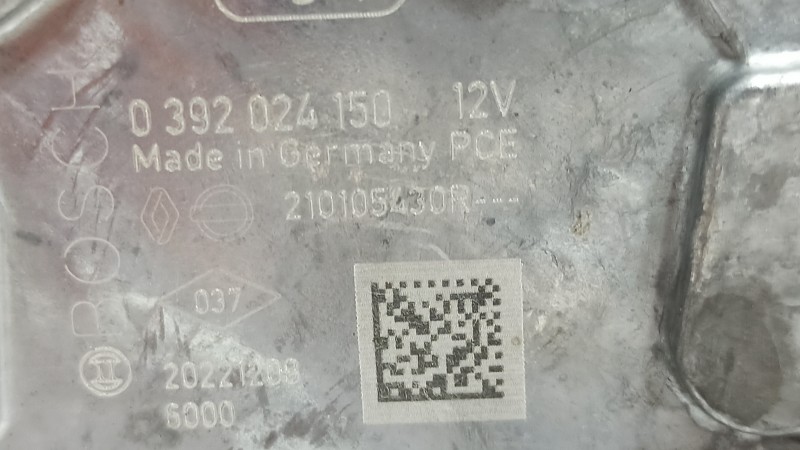 BOSCH
0 392 024 150 12V
Made in Germany PCE
210105430R---
037
20221208
6000